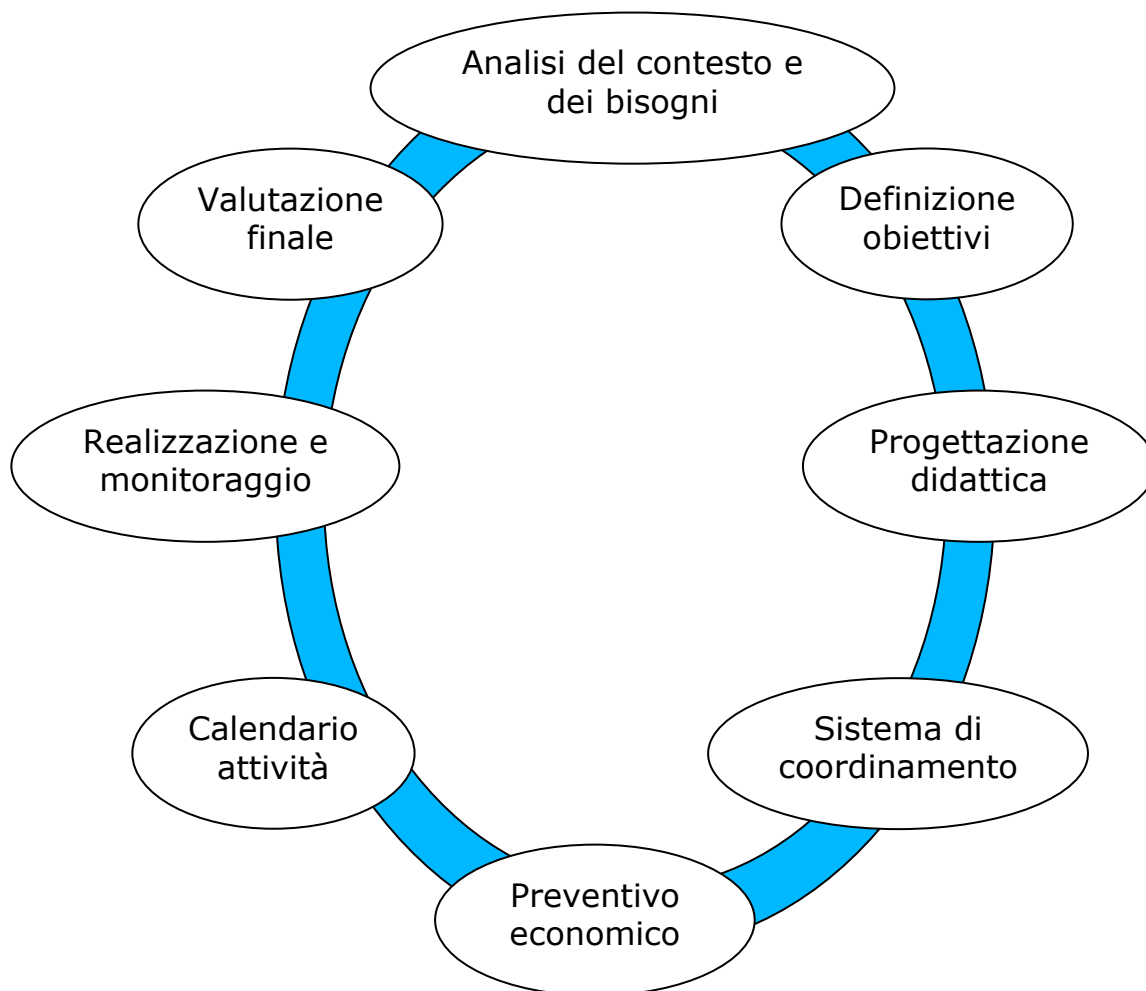 Analisi del contesto e
dei bisogni
Definizione
obiettivi
Progettazione
didattica
Sistema di
coordinamento
Preventivo
economico
Calendario
attività
Realizzazione e
monitoraggio
Valutazione
finale